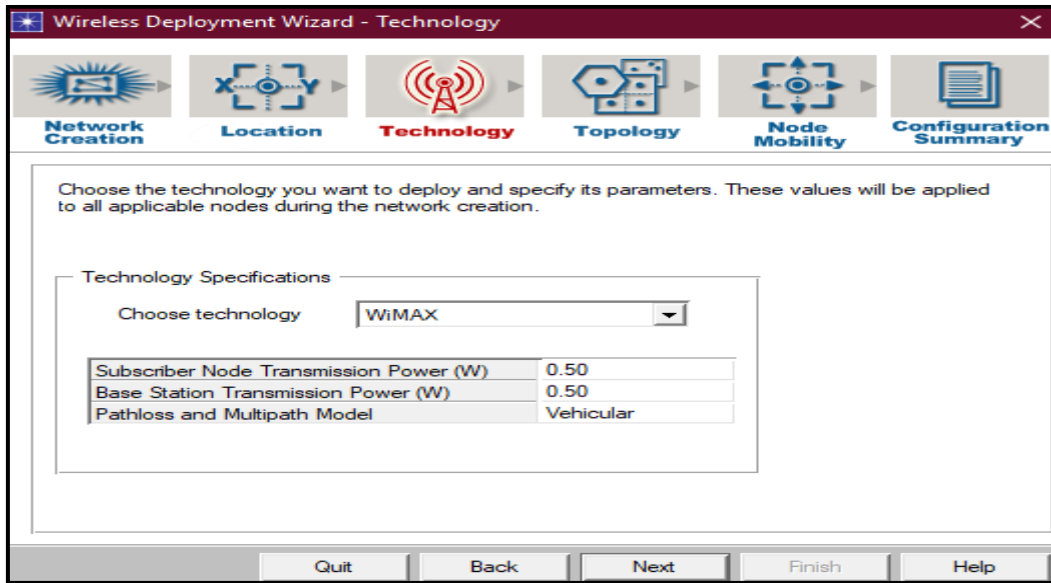 Wireless Deployment Wizard - Technology
X Y
Network Creation
Location
Technology
Topology
Node Mobility
Configuration Summary
Choose the technology you want to deploy and specify its parameters. These values will be applied
to all applicable nodes during the network creation.
Technology Specifications
Choose technology WiMAX
Subscriber Node Transmission Power (W) 0.50
Base Station Transmission Power (W) 0.50
Pathloss and Multipath Model Vehicular
Quit Back Next Finish Help